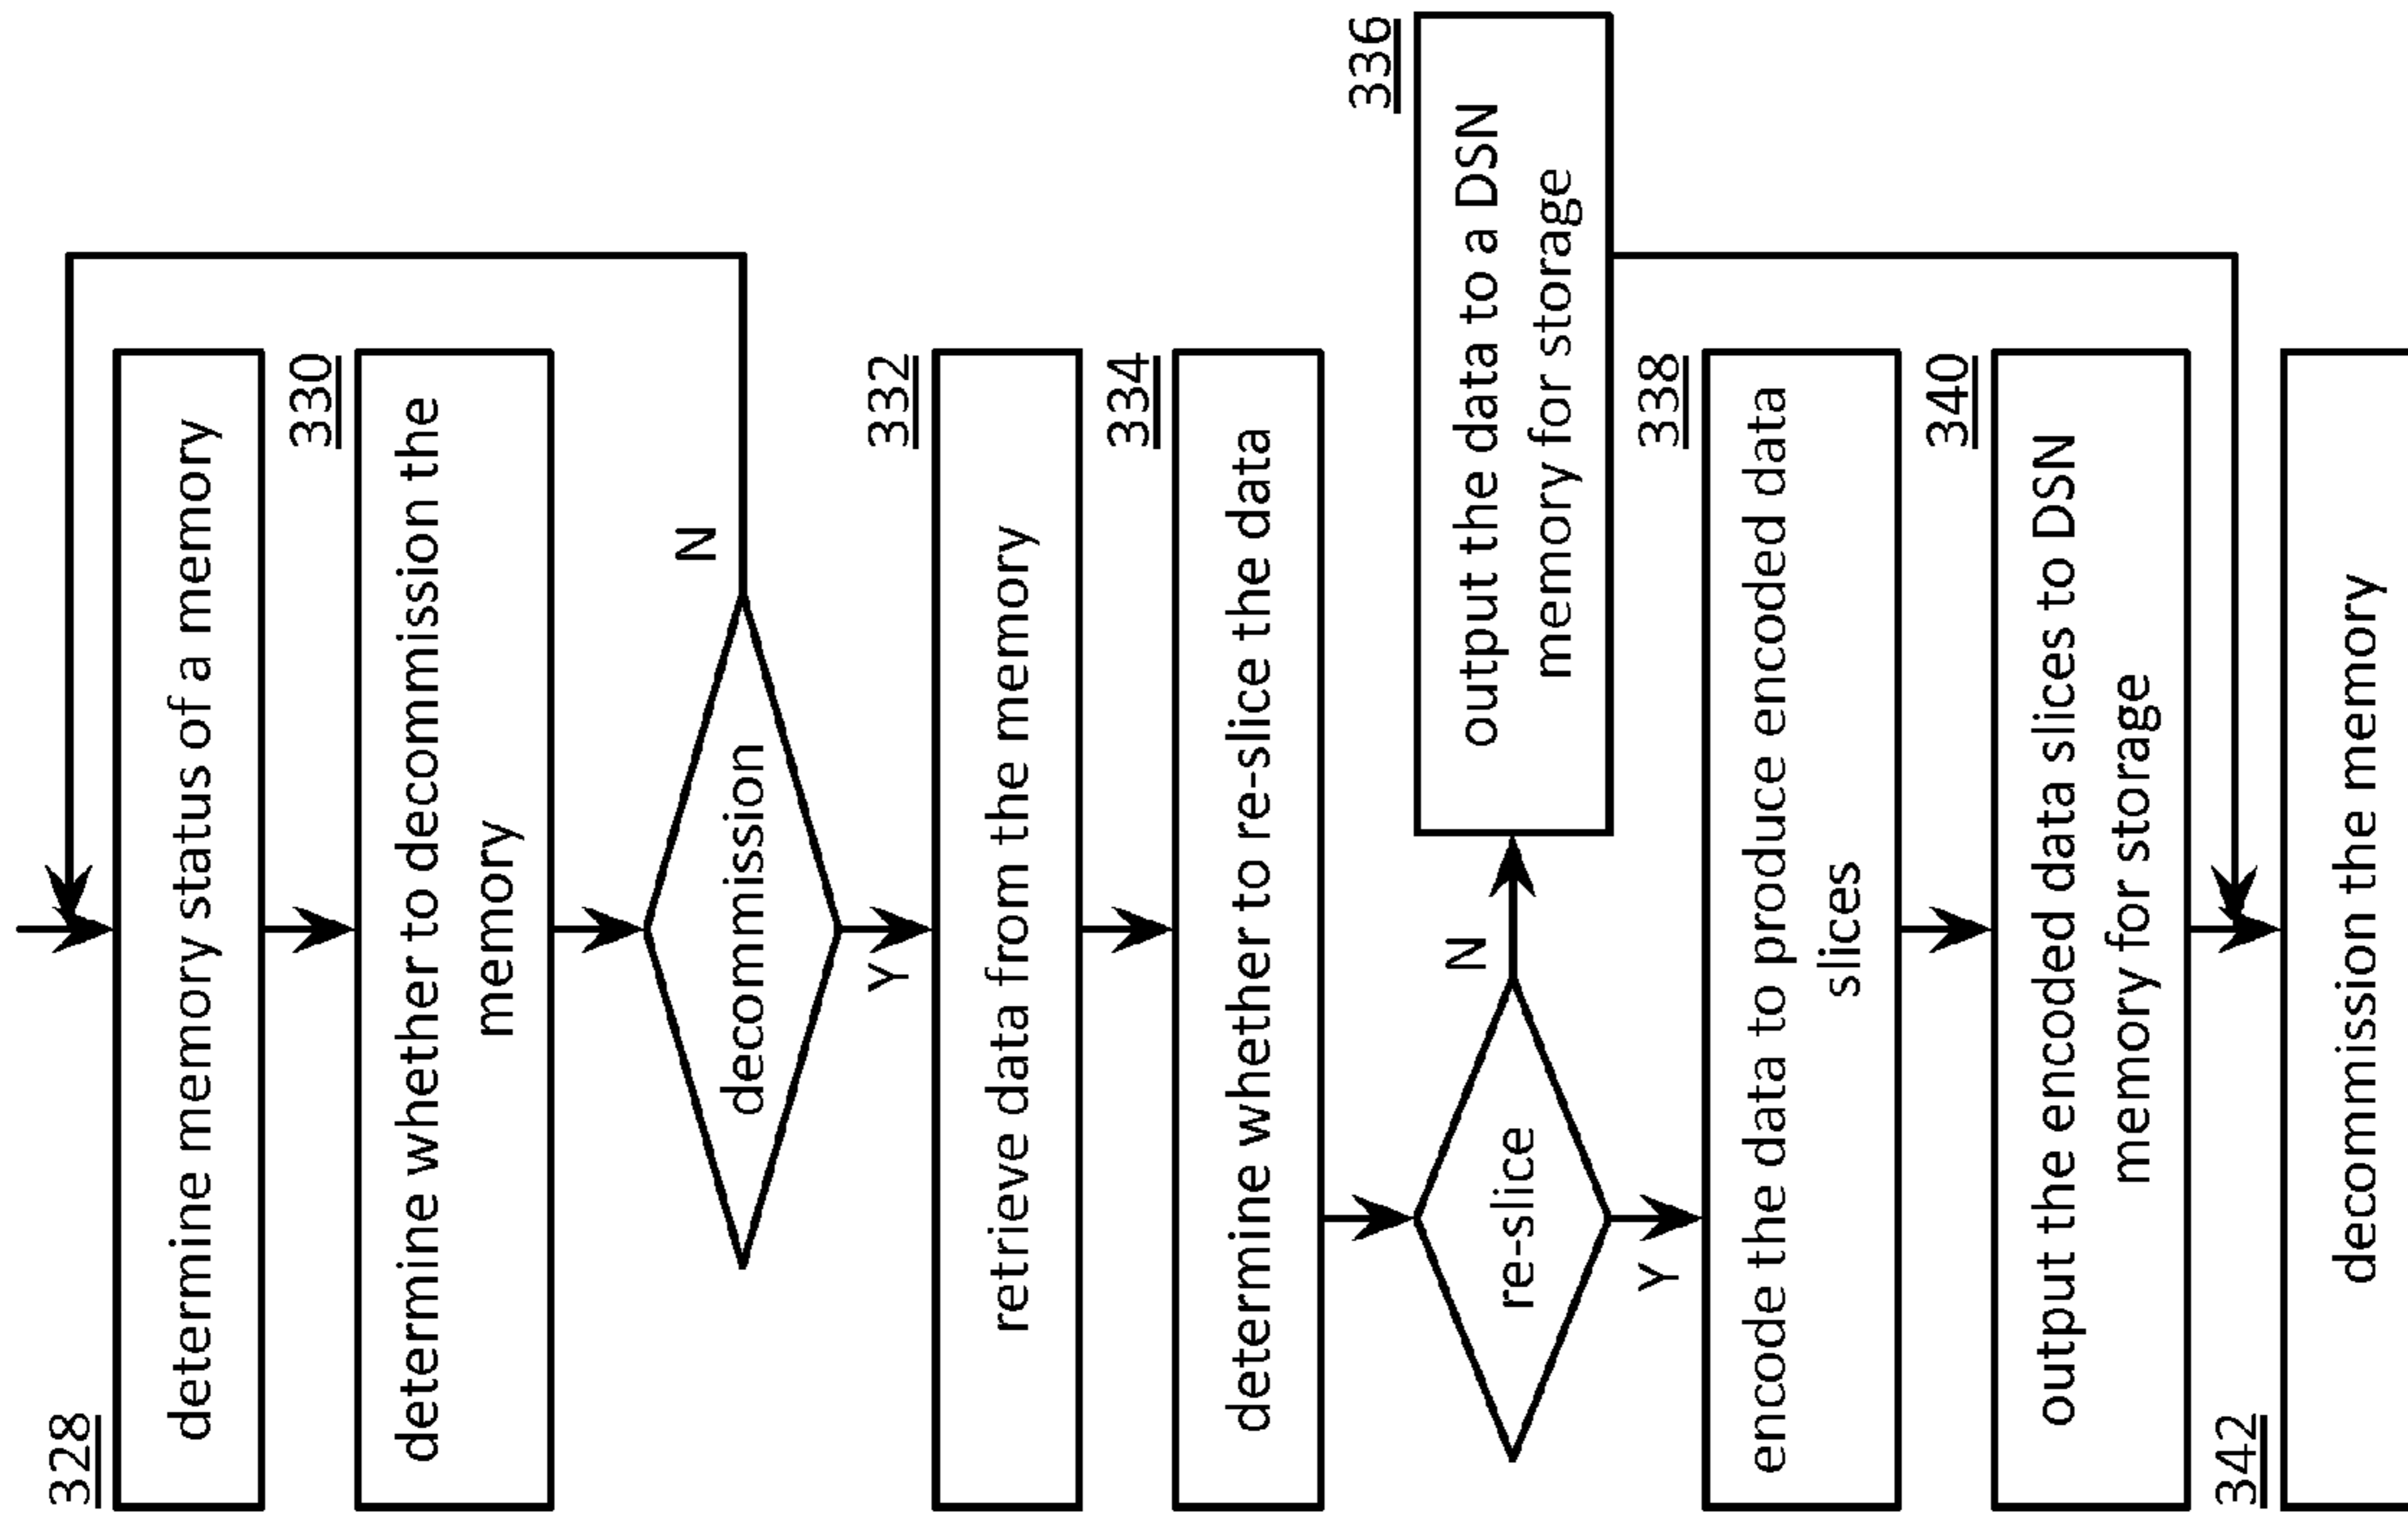 328
determine memory status of a memory
330
determine whether to decommission the
memory
decommission
N
Y
332
retrieve data from the memory
334
determine whether to re-slice the data
re-slice
N
336
output the data to a DSN
memory for storage
Y
338
encode the data to produce encoded data
slices
340
output the encoded data slices to DSN
memory for storage
342
decommission the memory